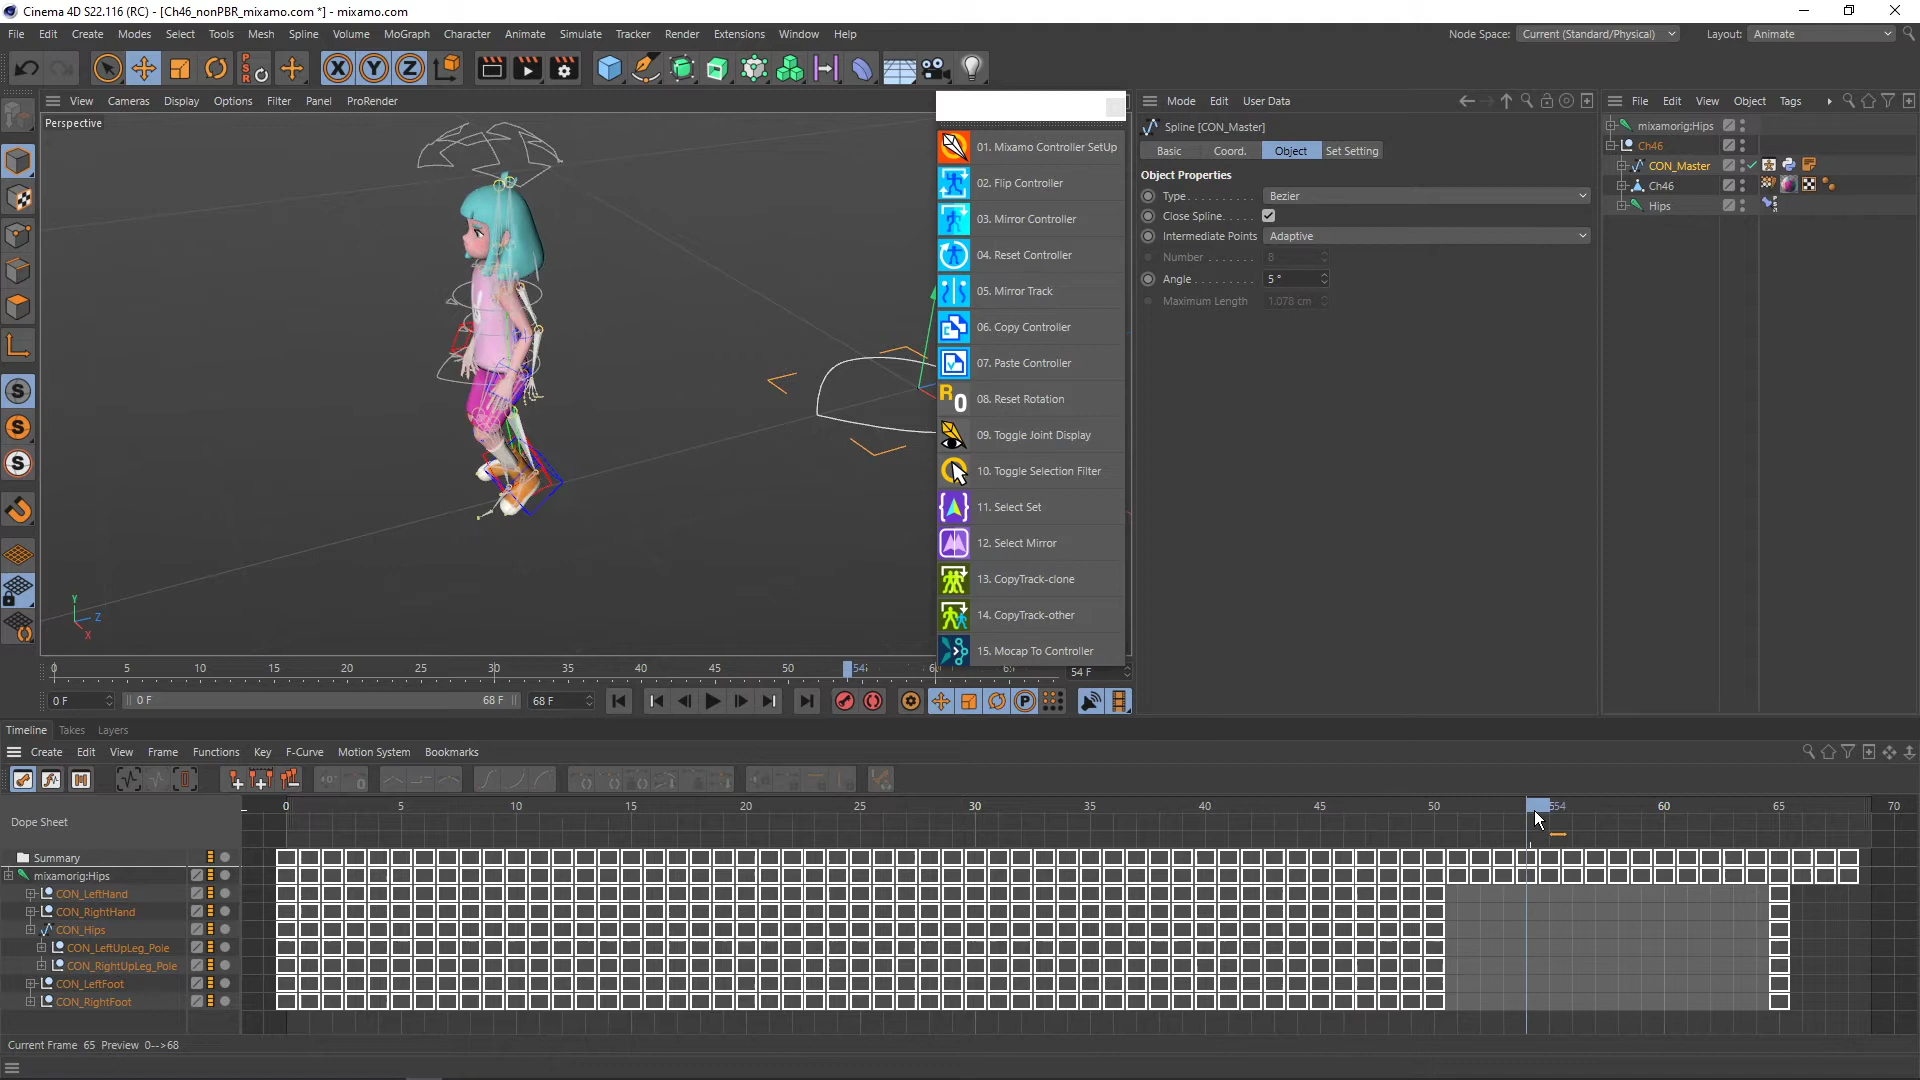 Cinema 4D S22.116 (RC) - [Ch46_nonPBR_mixamo.com *] - mixamo.com
File Edit Create Modes Select Tools Mesh Spline Volume MoGraph Character Animate Simulate Tracker Render Extensions Window Help
Node Space: Current (Standard/Physical) Layout: Animate
View Cameras Display Options Filter Panel ProRender
Perspective
01. Mixamo Controller SetUp
02. Flip Controller
03. Mirror Controller
04. Reset Controller
05. Mirror Track
06. Copy Controller
07. Paste Controller
08. Reset Rotation
09. Toggle Joint Display
10. Toggle Selection Filter
11. Select Set
12. Select Mirror
13. CopyTrack-clone
14. CopyTrack-other
15. Mocap To Controller
Mode Edit User Data
Spline [CON_Master]
Basic Coord. Object Set Setting
Object Properties
Type Bezier
Close Spline
Intermediate Points Adaptive
Number 8
Angle 5 °
Maximum Length 1.078 cm
File Edit View Object Tags
mixamorig:Hips
Ch46
CON_Master
Ch46
Hips
Y
Z
X
0 5 10 15 20 25 30 35 40 45 50 54 54 F
0 F 0 F 68 F 68 F
Timeline Takes Layers
Create Edit View Frame Functions Key F-Curve Motion System Bookmarks
0 5 10 15 20 25 30 35 40 45 50 554 60 65 70
Dope Sheet
Summary
mixamorig:Hips
CON_LeftHand
CON_RightHand
CON_Hips
CON_LeftUpLeg_Pole
CON_RightUpLeg_Pole
CON_LeftFoot
CON_RightFoot
Current Frame 65 Preview 0-->68